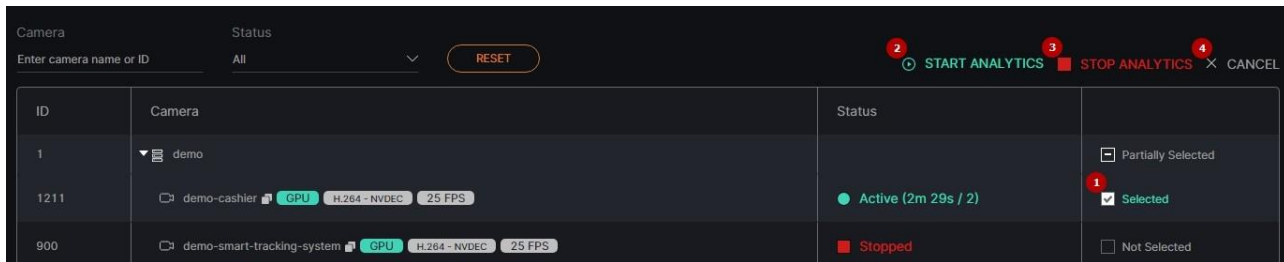 Camera Status
Enter camera name or ID All RESET 2 START ANALYTICS 3 STOP ANALYTICS 4 CANCEL
ID Camera Status
1 demo Partially Selected
1211 demo-cashier GPU H.264 - NVDEC 25 FPS Active (2m 29s / 2) 1 Selected
900 demo-smart-tracking-system GPU H.264 - NVDEC 25 FPS Stopped Not Selected